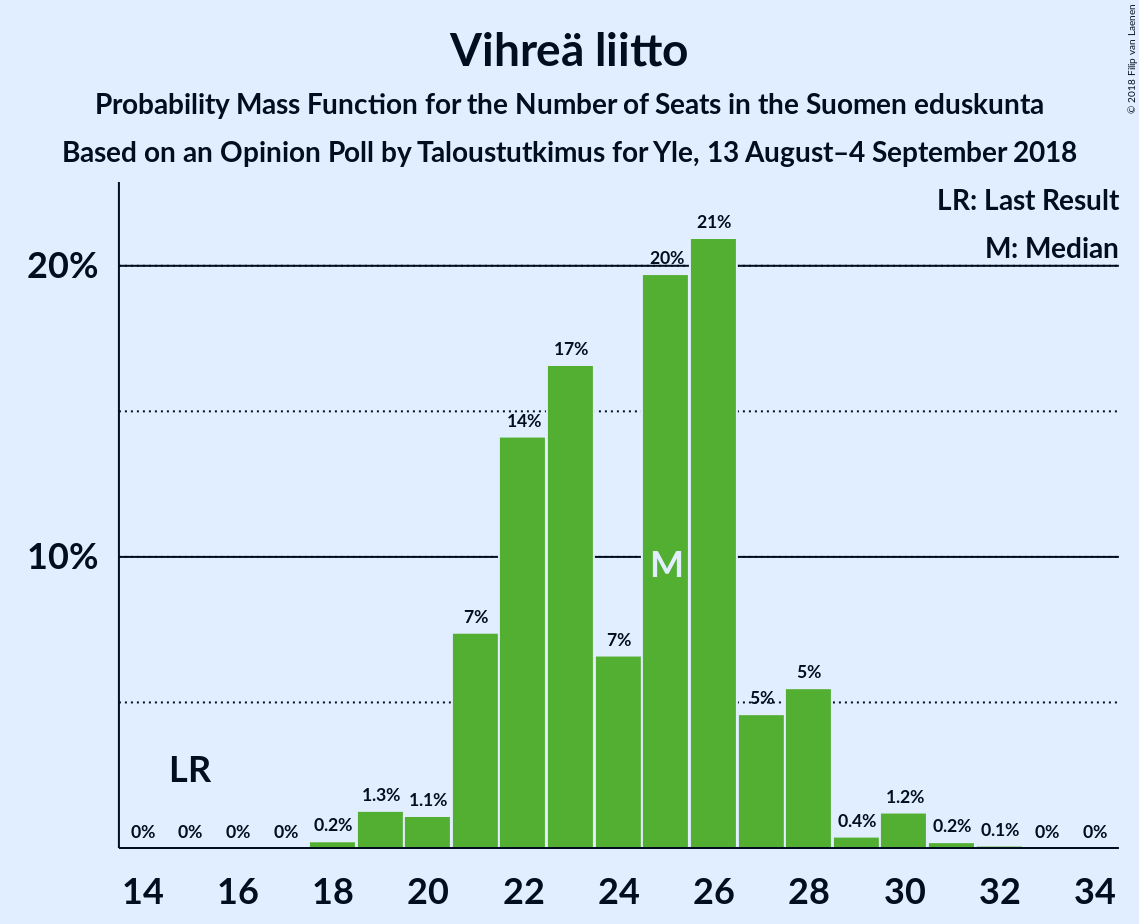 Vihreä liitto
Probability Mass Function for the Number of Seats in the Suomen eduskunta
Based on an Opinion Poll by Taloustutkimus for Yle, 13 August–4 September 2018
© 2018 Filip van Laenen
LR: Last Result
M: Median
20%
10%
0% 0% 0% 0% 0.2% 1.3% 1.1% 7% 14% 17% 7% 20% 21% 5% 5% 0.4% 1.2% 0.2% 0.1% 0% 0%
LR
M
14 16 18 20 22 24 26 28 30 32 34